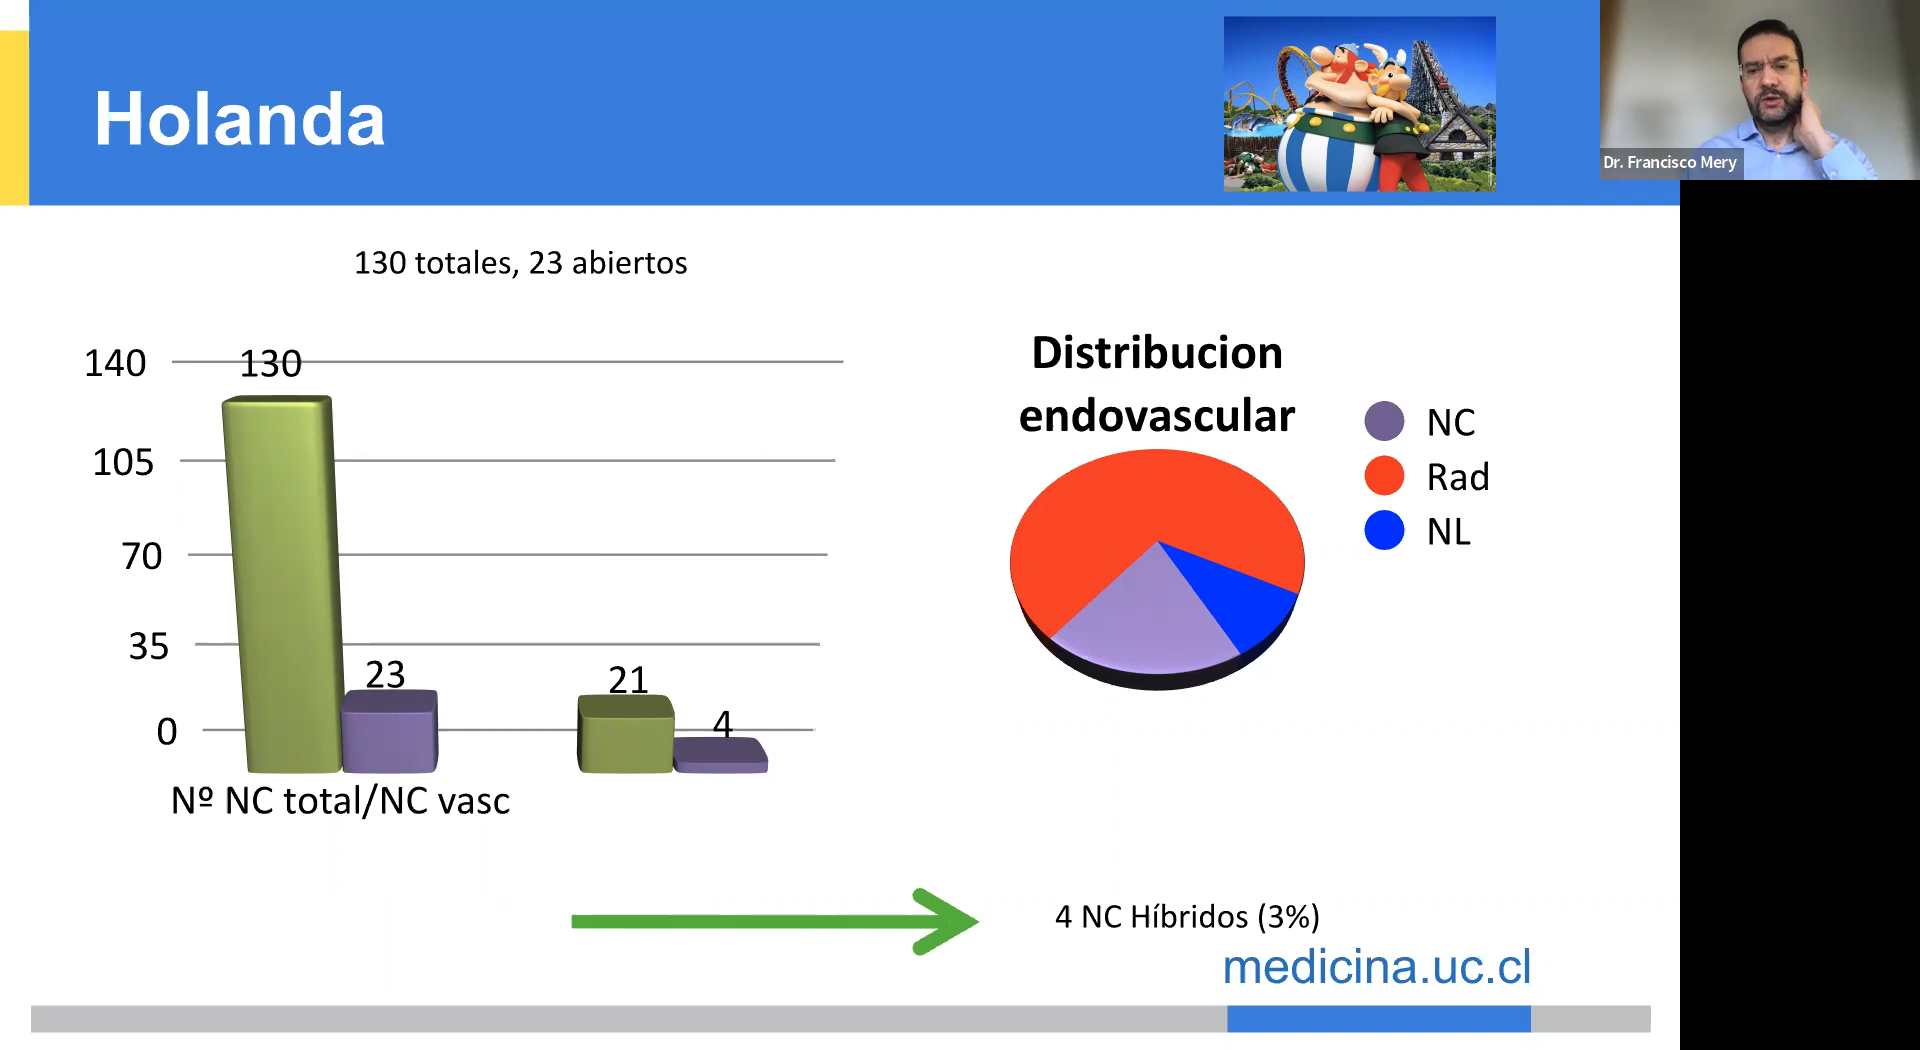 Holanda
Dr. Francisco Mery
130 totales, 23 abiertos
140
130
105
70
35
23
21
4
0
Nº NC total/NC vasc
Distribucion
endovascular
NC
Rad
NL
4 NC Híbridos (3%)
medicina.uc.cl